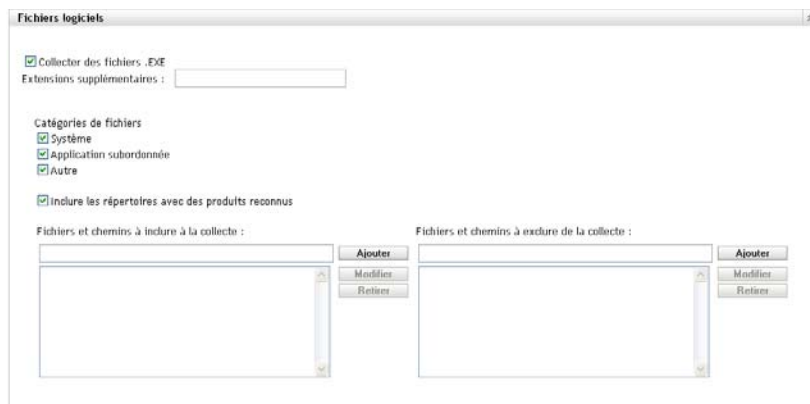 Fichiers logiciels
Collecter des fichiers .EXE
Extensions supplémentaires :
Catégories de fichiers
Système
Application subordonnée
Autre
Inclure les répertoires avec des produits reconnus
Fichiers et chemins à inclure à la collecte :
Ajouter
Modifier
Retirer
Fichiers et chemins à exclure de la collecte :
Ajouter
Modifier
Retirer